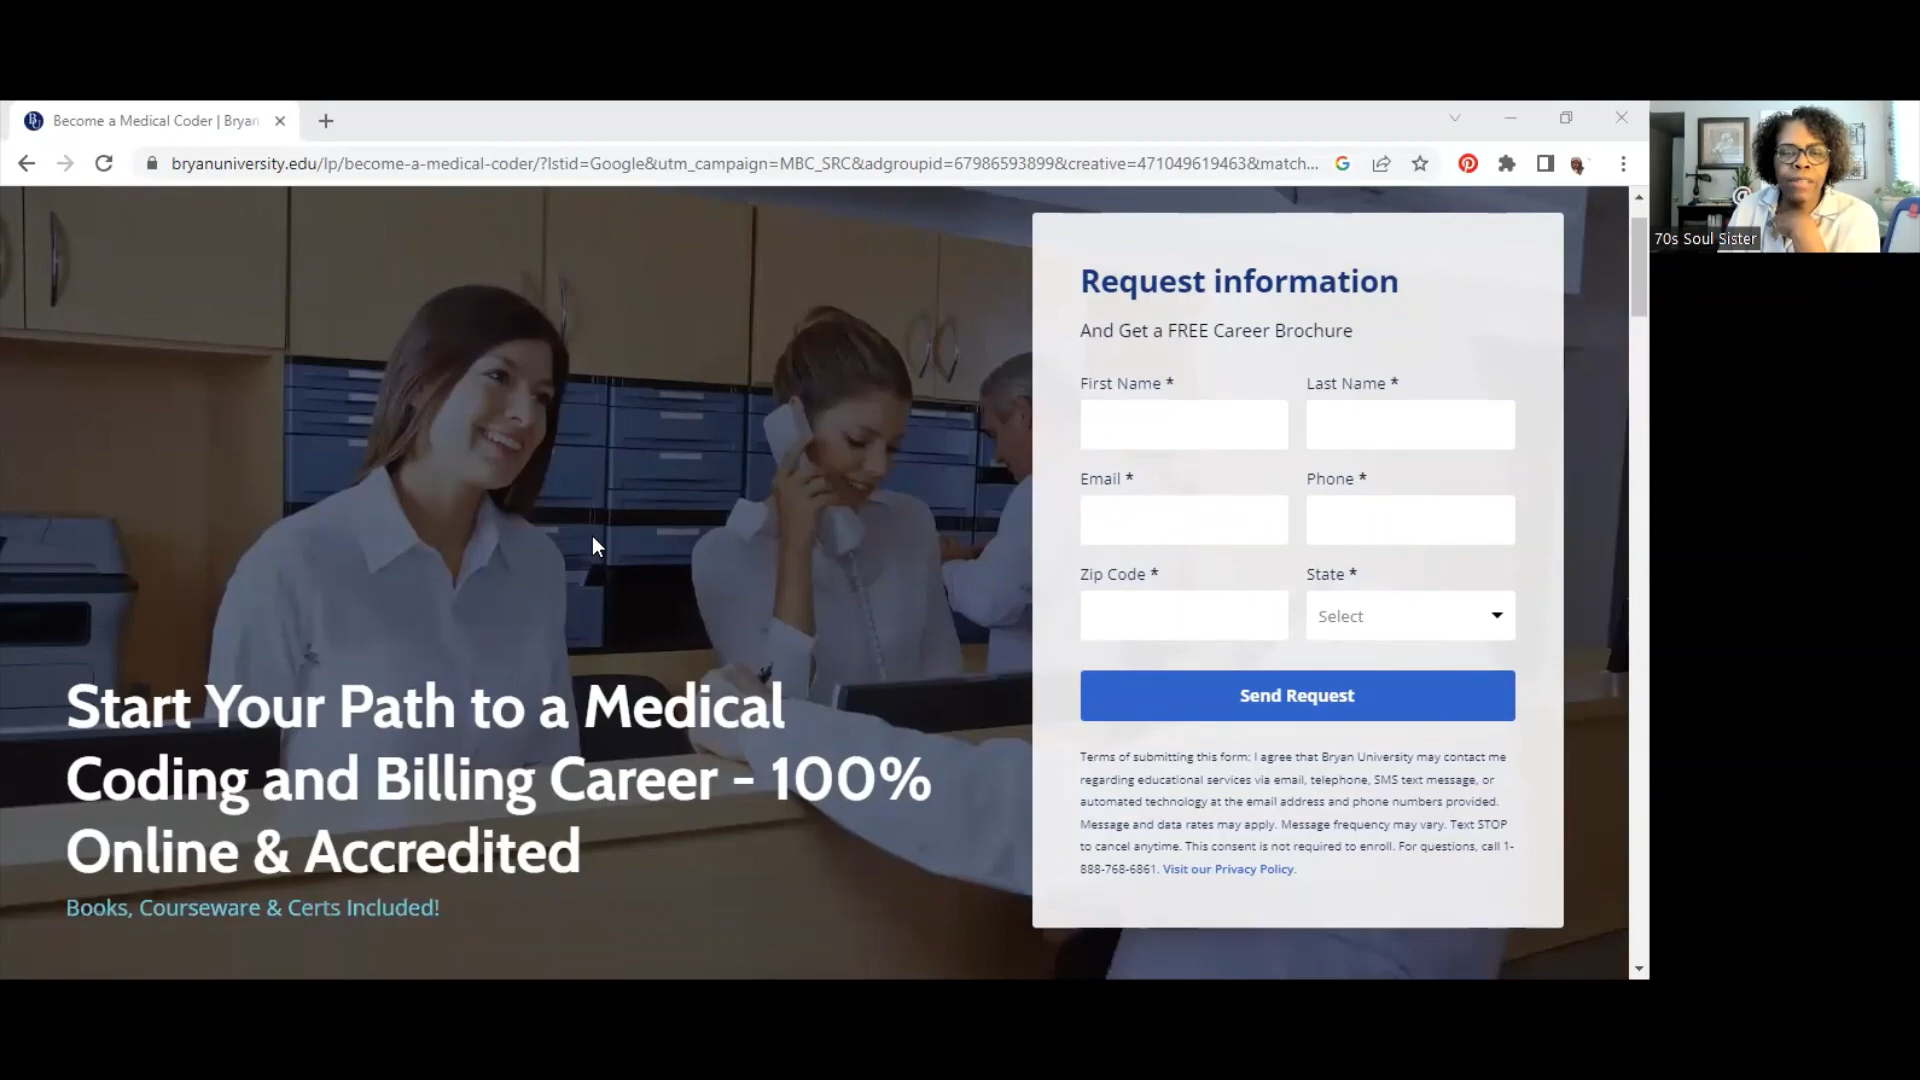 Become a Medical Coder | Bryan
bryanuniversity.edu/lp/become-a-medical-coder/?lstid=Google&utm_campaign=MBC_SRC&adgroupid=67986593899&creative=471049619463&match...
70s Soul Sister
Request information
And Get a FREE Career Brochure
First Name *
Last Name *
Email *
Phone *
Zip Code *
State *
Select
Send Request
Terms of submitting this form: I agree that Bryan University may contact me
regarding educational services via email, telephone, SMS text message, or
automated technology at the email address and phone numbers provided.
Message and data rates may apply. Message frequency may vary. Text STOP
to cancel anytime. This consent is not required to enroll. For questions, call 1-
888-768-6861. Visit our Privacy Policy.
Start Your Path to a Medical
Coding and Billing Career - 100%
Online & Accredited
Books, Courseware & Certs Included!